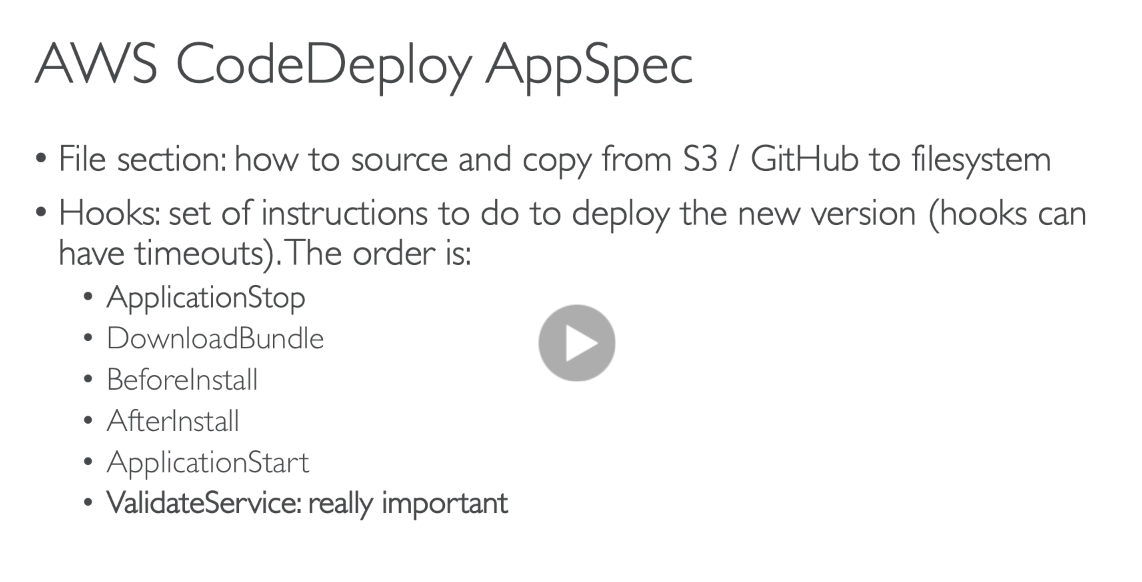 AWS CodeDeploy AppSpec
• File section: how to source and copy from S3 / GitHub to filesystem
• Hooks: set of instructions to do to deploy the new version (hooks can
have timeouts). The order is:
• ApplicationStop
• DownloadBundle
• BeforeInstall
• AfterInstall
• ApplicationStart
• ValidateService: really important